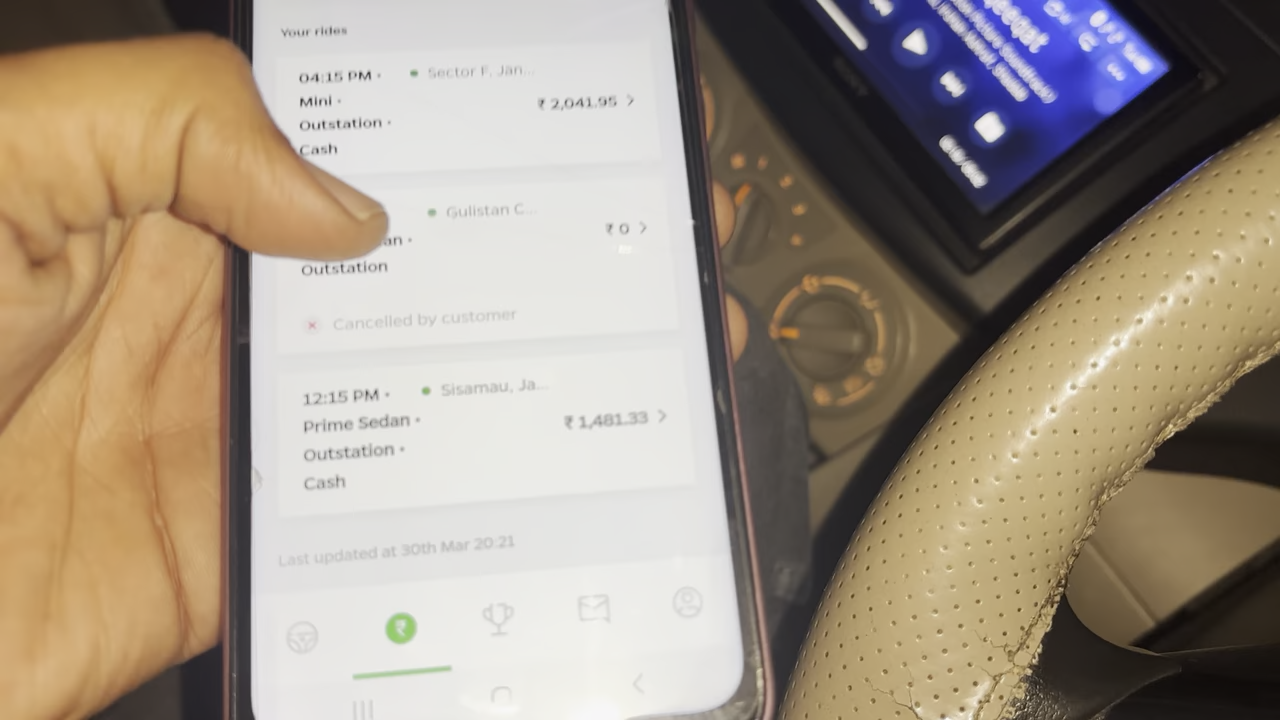 Your rides
04:15 PM • Sector F, Jan...
Mini •
₹ 2,041.95
Outstation •
Cash
Gulistan C...
₹ 0
an •
Outstation
Cancelled by customer
12:15 PM • Sisamau, Ja...
Prime Sedan •
₹ 1,481.33
Outstation •
Cash
Last updated at 30th Mar 20:21